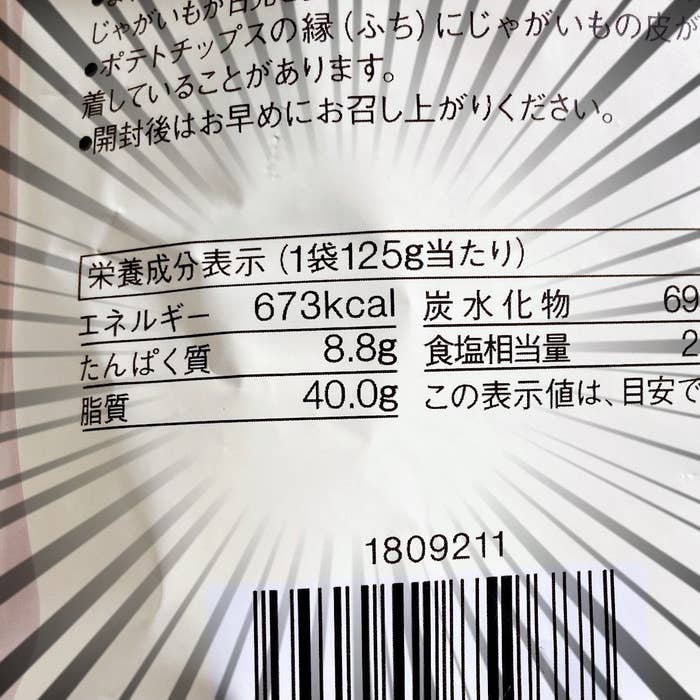 じゃがいもが日光に
●ポテトチップスの縁(ふち)にじゃがいもの皮が
着していることがあります。
●開封後はお早めにお召し上がりください。
栄養成分表示 (1袋125g当たり)
エネルギー 673kcal 炭水化物 69
たんぱく質 8.8g 食塩相当量 2
脂質 40.0g この表示値は、目安で
1809211